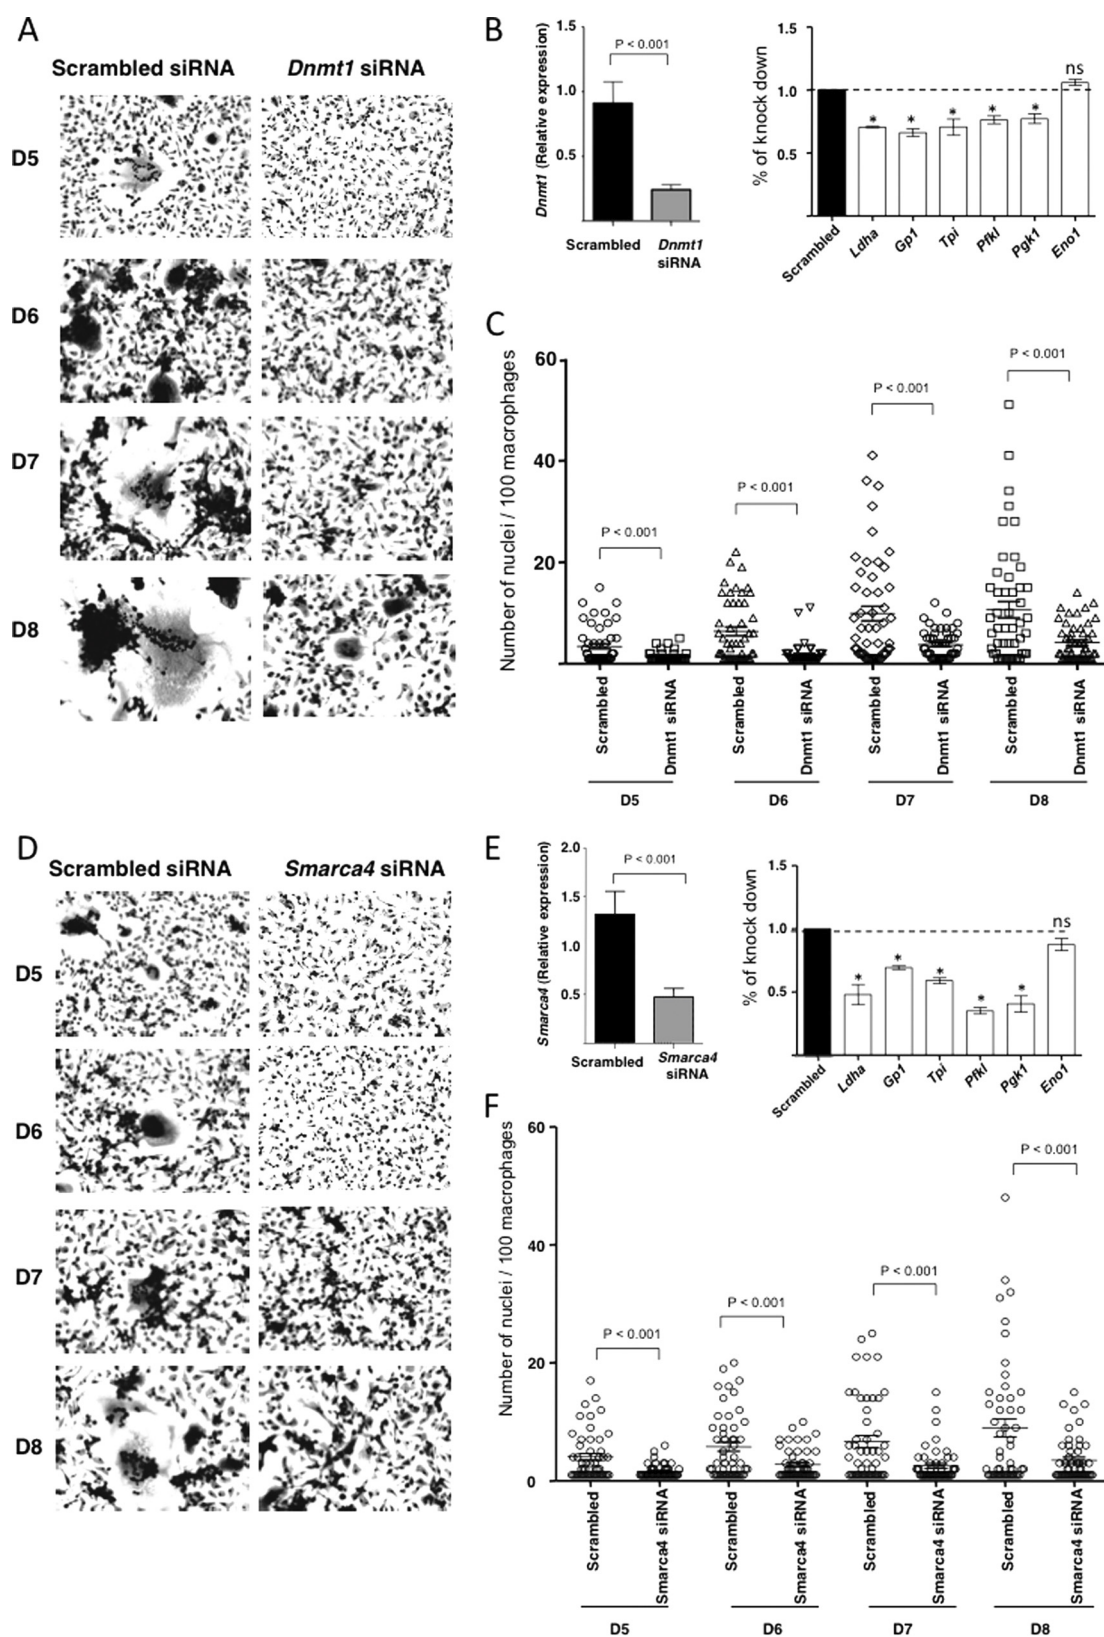 A
Scrambled siRNA Dnmt1 siRNA
D5
D6
D7
D8
B
Dnmt1 (Relative expression)
1.5
1.0
0.5
P < 0.001
Scrambled
Dnmt1
siRNA
% of knock down
1.5
1.0
0.5
* * * * * ns
Scrambled
Ldha
Gp1
Tpi
Pfkl
Pgk1
Eno1
C
Number of nuclei / 100 macrophages
60
40
20
P < 0.001
P < 0.001
P < 0.001
P < 0.001
Scrambled
Dnmt1 siRNA
Scrambled
Dnmt1 siRNA
Scrambled
Dnmt1 siRNA
Scrambled
Dnmt1 siRNA
D5 D6 D7 D8
D
Scrambled siRNA Smarca4 siRNA
D5
D6
D7
D8
E
Smarca4 (Relative expression)
2.0
1.5
1.0
0.5
P < 0.001
Scrambled
Smarca4
siRNA
% of knock down
1.5
1.0
0.5
* * * * * ns
Scrambled
Ldha
Gp1
Tpi
Pfkl
Pgk1
Eno1
F
Number of nuclei / 100 macrophages
60
40
20
0
P < 0.001
P < 0.001
P < 0.001
P < 0.001
Scrambled
Smarca4 siRNA
Scrambled
Smarca4 siRNA
Scrambled
Smarca4 siRNA
Scrambled
Smarca4 siRNA
D5 D6 D7 D8